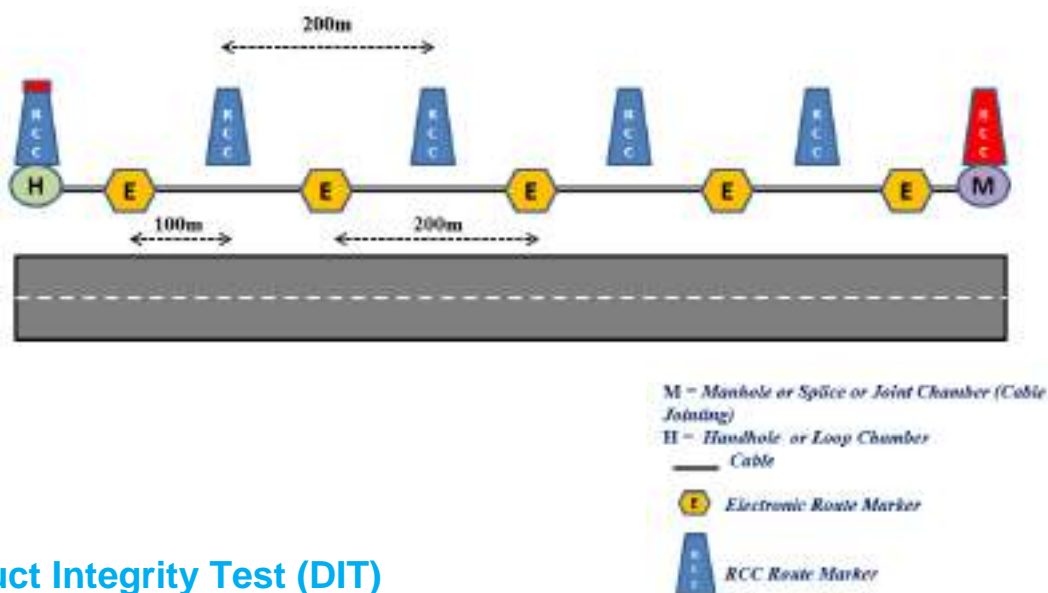 200m
R C C
R C C
R C C
R C C
R C C
R C C
H E E E E E M
100m 200m
M = Manhole or Splice or Joint Chamber (Cable
Jointing)
H = Handhole or Loop Chamber
Cable
E Electronic Route Marker
R C C RCC Route Marker
uct Integrity Test (DIT)